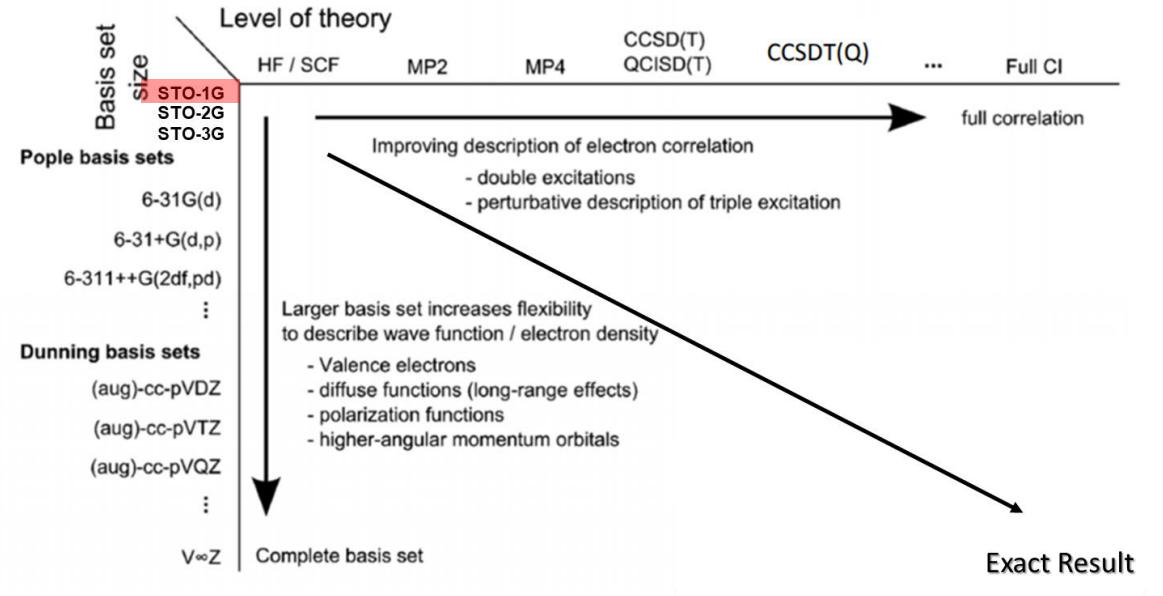 Level of theory
Basis set
size
HF / SCF
MP2
MP4
CCSD(T)
QCISD(T)
CCSDT(Q)
...
Full CI
STO-1G
STO-2G
STO-3G
full correlation
Improving description of electron correlation
- double excitations
- perturbative description of triple excitation
Pople basis sets
6-31G(d)
6-31+G(d,p)
6-311++G(2df,pd)
⋮
Larger basis set increases flexibility
to describe wave function / electron density
- Valence electrons
- diffuse functions (long-range effects)
- polarization functions
- higher-angular momentum orbitals
Dunning basis sets
(aug)-cc-pVDZ
(aug)-cc-pVTZ
(aug)-cc-pVQZ
⋮
V∞Z
Complete basis set
Exact Result